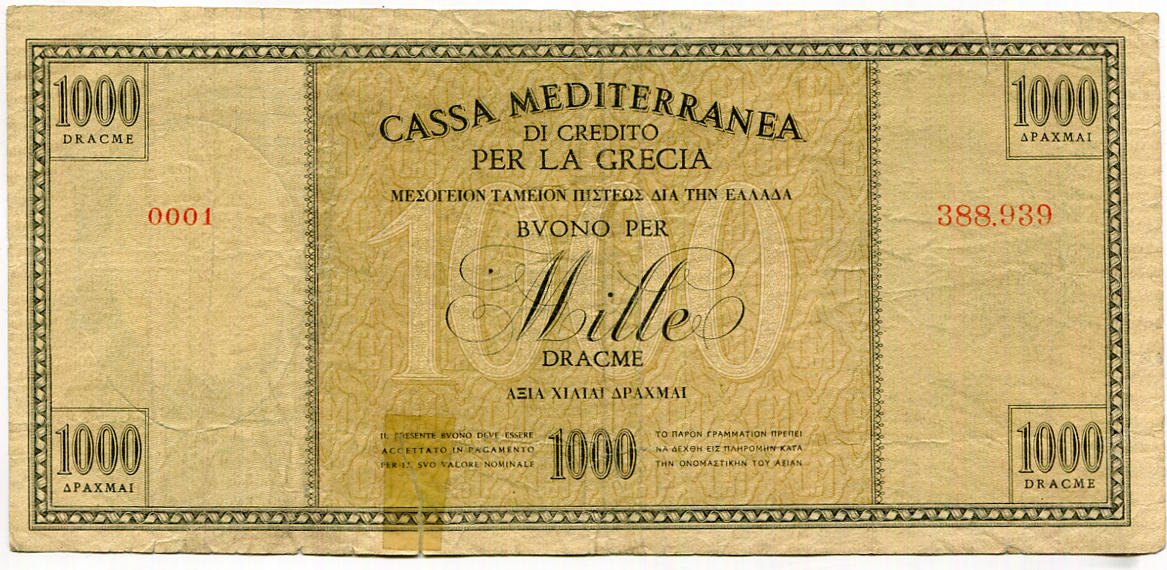 1000
DRACME
1000
ΔΡΑΧΜΑΙ
CASSA MEDITERRANEA
DI CREDITO
PER LA GRECIA
ΜΕΣΟΓΕΙΟΝ ΤΑΜΕΙΟΝ ΠΙΣΤΕΩΣ ΔΙΑ ΤΗΝ ΕΛΛΑΔΑ
0001
388.939
BVONO PER
1000
Mille
DRACME
ΑΞΙΑ ΧΙΛΙΑΙ ΔΡΑΧΜΑΙ
IL PRESENTE BVONO DEVE ESSERE
ACCETTATO IN PAGAMENTO
PER IL SVO VALORE NOMINALE
1000
ΤΟ ΠΑΡΟΝ ΓΡΑΜΜΑΤΙΟΝ ΠΡΕΠΕΙ
ΝΑ ΔΕΧΘΗ ΕΙΣ ΠΛΗΡΟΜΗΝ ΚΑΤΑ
ΤΗΝ ΟΝΟΜΑΣΤΙΚΗΝ ΤΟΥ ΑΞΙΑΝ
1000
ΔΡΑΧΜΑΙ
1000
DRACME